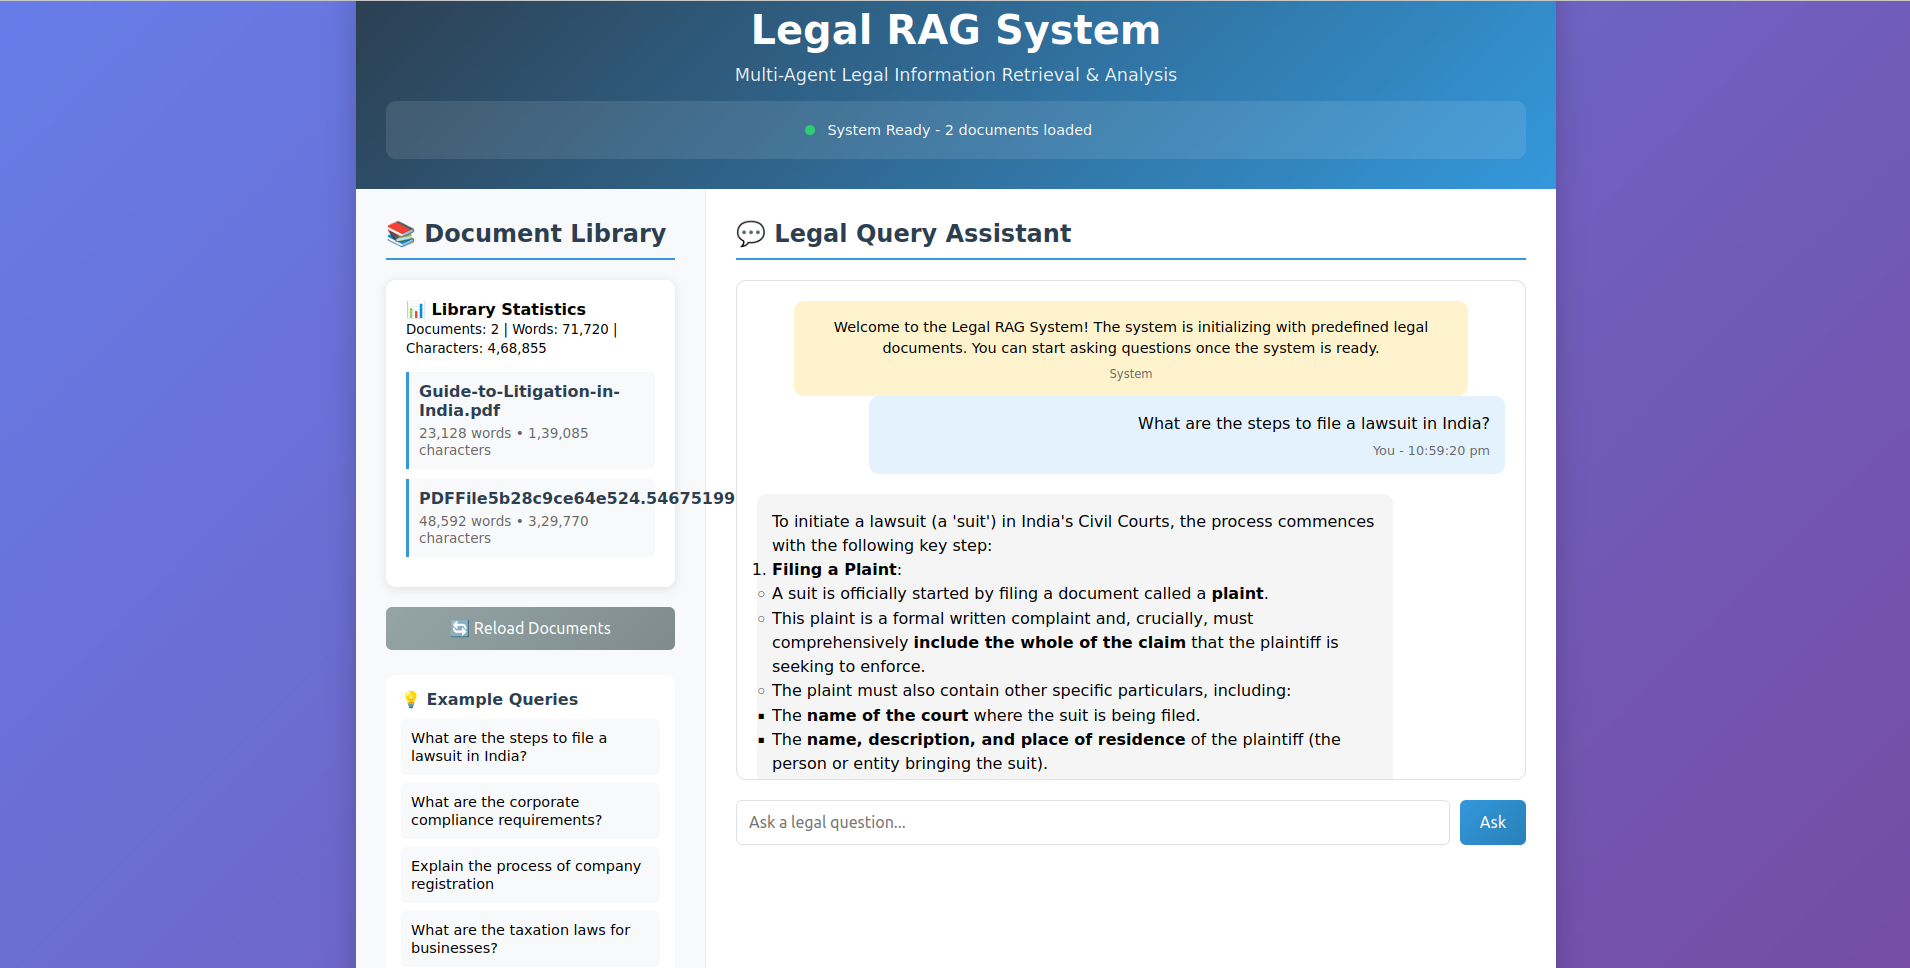 Legal RAG System
Multi-Agent Legal Information Retrieval & Analysis
System Ready - 2 documents loaded
📚 Document Library
📊 Library Statistics
Documents: 2 | Words: 71,720 |
Characters: 4,68,855
Guide-to-Litigation-in-
India.pdf
23,128 words • 1,39,085
characters
PDFFile5b28c9ce64e524.54675199
48,592 words • 3,29,770
characters
🔄 Reload Documents
💡 Example Queries
What are the steps to file a
lawsuit in India?
What are the corporate
compliance requirements?
Explain the process of company
registration
What are the taxation laws for
businesses?
💬 Legal Query Assistant
Welcome to the Legal RAG System! The system is initializing with predefined legal
documents. You can start asking questions once the system is ready.
System
What are the steps to file a lawsuit in India?
You - 10:59:20 pm
To initiate a lawsuit (a 'suit') in India's Civil Courts, the process commences
with the following key step:
1. Filing a Plaint:
○ A suit is officially started by filing a document called a plaint.
○ This plaint is a formal written complaint and, crucially, must
comprehensively include the whole of the claim that the plaintiff is
seeking to enforce.
○ The plaint must also contain other specific particulars, including:
▪ The name of the court where the suit is being filed.
▪ The name, description, and place of residence of the plaintiff (the
person or entity bringing the suit).
Ask a legal question...
Ask